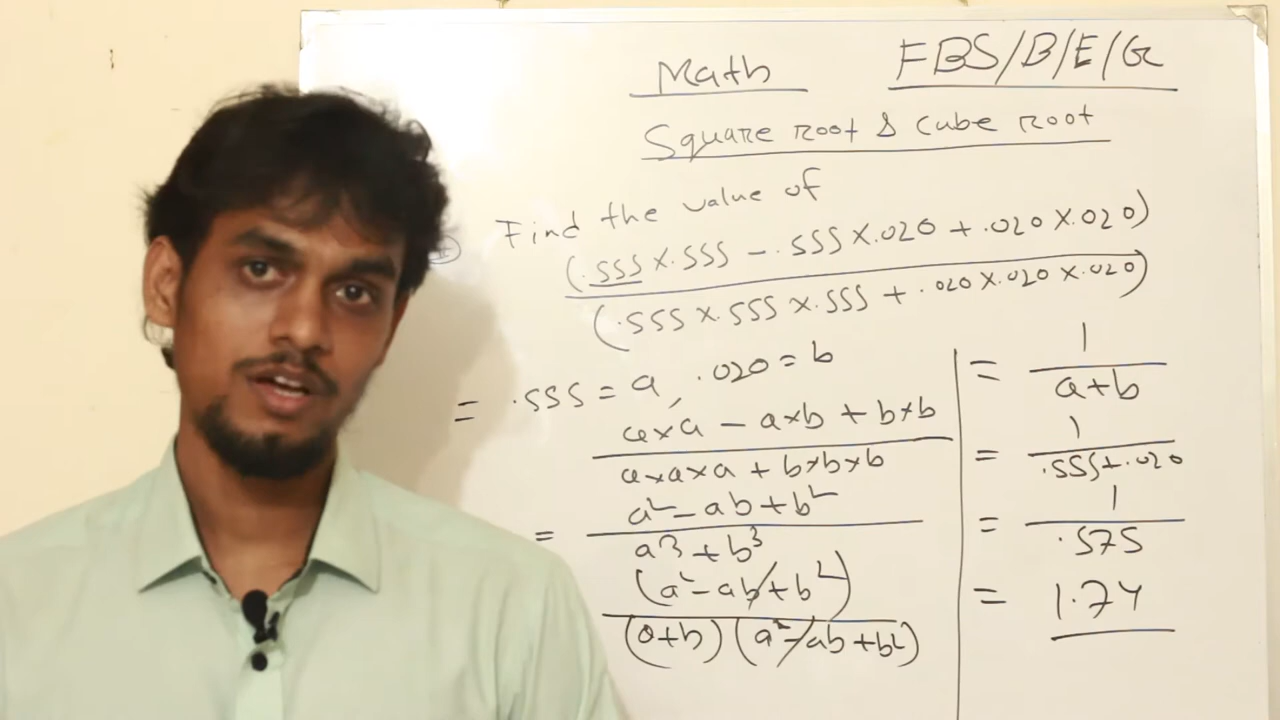 Math FBS/B/E/G
Square root & cube root
Find the value of
(.555 x .555 - .555 x .020 + .020 x .020)
(.555 x .555 x .555 + .020 x .020 x .020)
= .555 = a, .020 = b
a x a - a x b + b x b
a x a x a + b x b x b
= a² - ab + b²
a³ + b³
(a² - ab + b²)
(a+b) (a² - ab + b²)
= 1
a+b
= 1
.555 + .020
= 1
.575
= 1.74